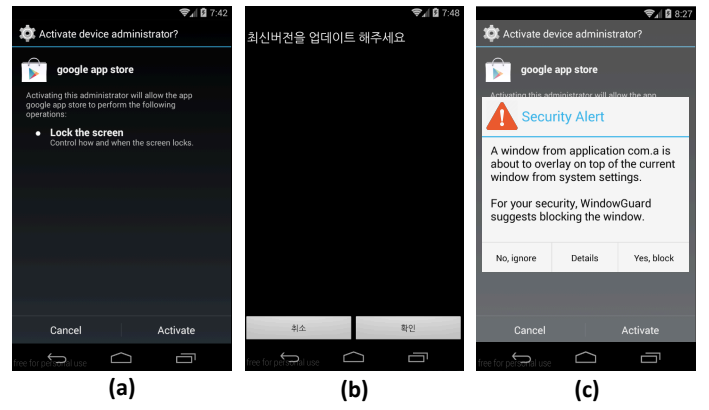 7:42
Activate device administrator?
google app store
Activating this administrator will allow the app
google app store to perform the following
operations:
Lock the screen
Control how and when the screen locks.
Cancel
Activate
free for personal use
(a)
7:48
최신버전을 업데이트 해주세요
취소
확인
free for personal use
(b)
8:27
Activate device administrator?
google app store
Activating this administrator will allow the app
Security Alert
A window from application com.a is
about to overlay on top of the current
window from system settings.
For your security, WindowGuard
suggests blocking the window.
No, ignore
Details
Yes, block
Cancel
Activate
free for personal use
(c)